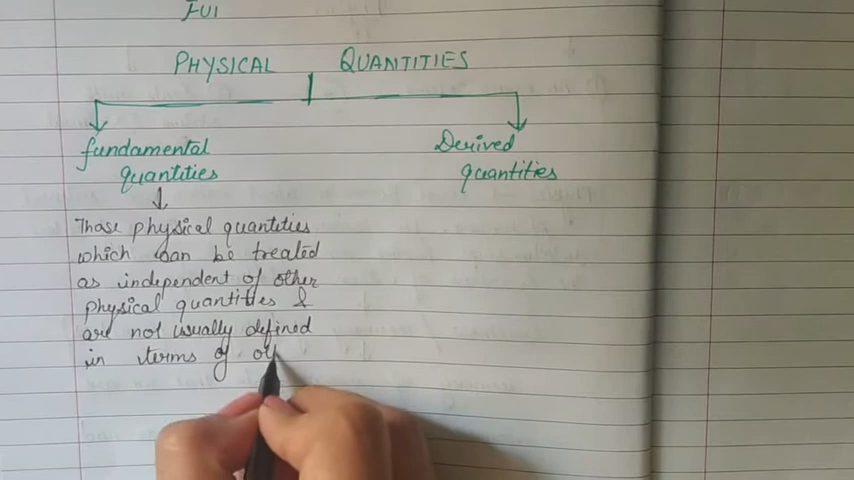 PHYSICAL QUANTITIES
fundamental quantities
Derived quantities
Those physical quantities
which can be treated
as independent of other
physical quantities &
are not usually defined
in terms of ot